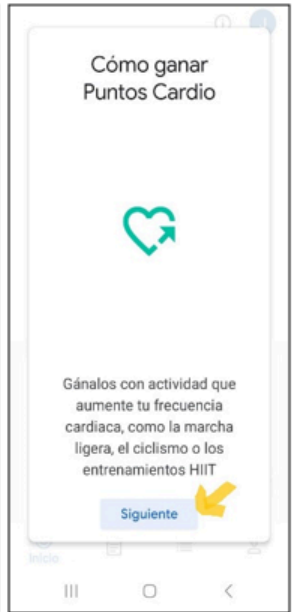 Cómo ganar
Puntos Cardio
Gánalos con actividad que
aumente tu frecuencia
cardiaca, como la marcha
ligera, el ciclismo o los
entrenamientos HIIT
Siguiente
Inicio